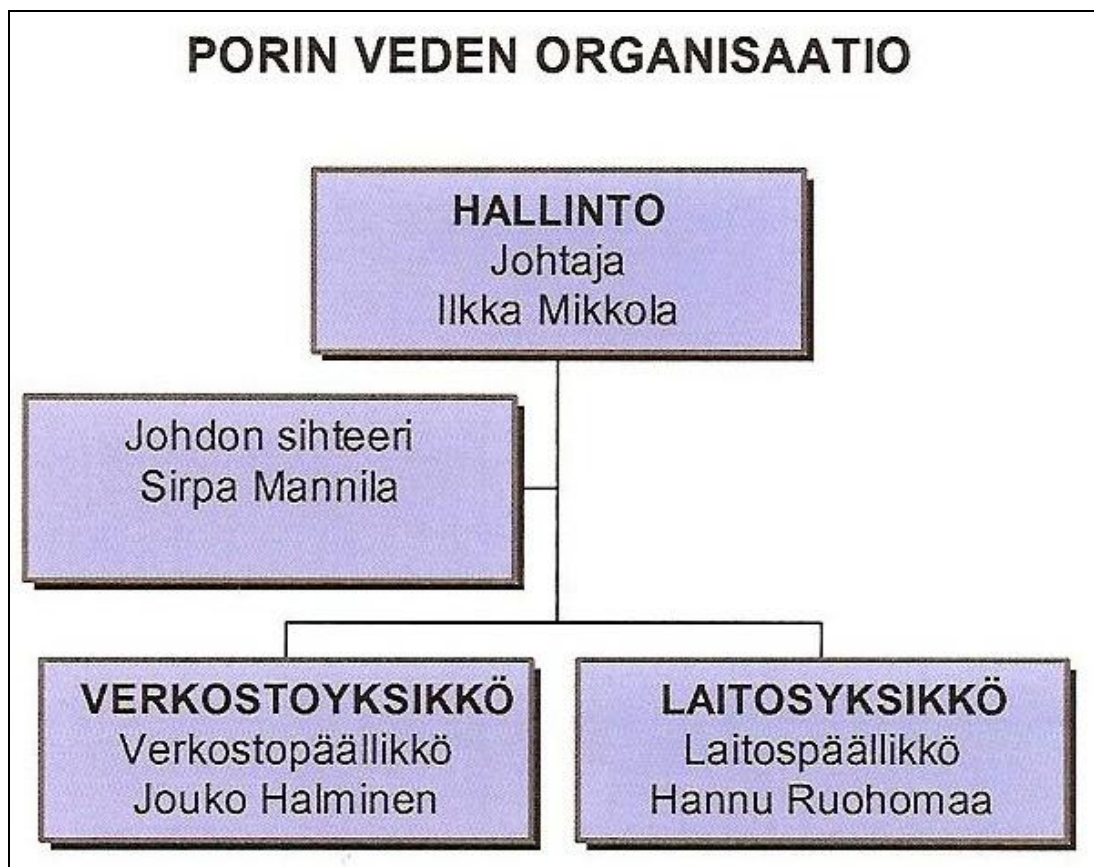 PORIN VEDEN ORGANISAATIO
HALLINTO
Johtaja
Ilkka Mikkola
Johdon sihteeri
Sirpa Mannila
VERKOSTOYKSIKKÖ
Verkostopäällikkö
Jouko Halminen
LAITOSYKSIKKÖ
Laitospäällikkö
Hannu Ruohomaa